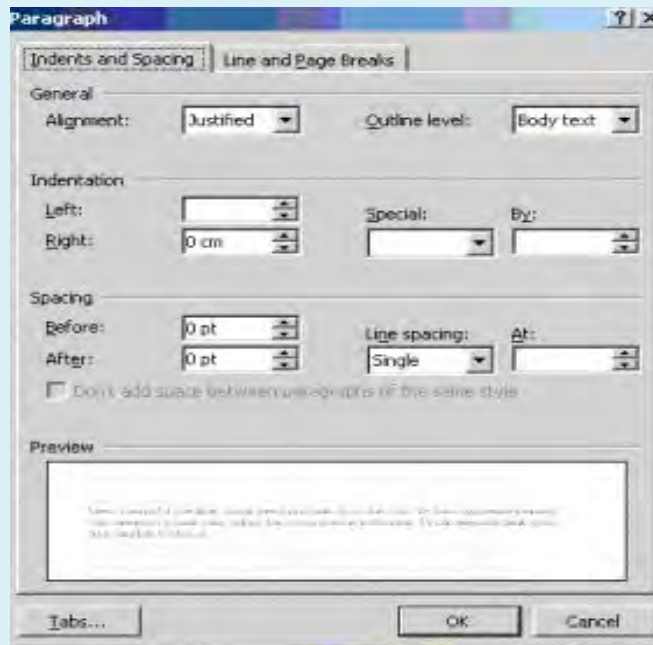 Paragraph
Indents and Spacing Line and Page Breaks
General
Alignment: Justified Outline level: Body text
Indentation
Left: Special: By:
Right: 0 cm
Spacing
Before: 0 pt Line spacing: At:
After: 0 pt Single
Don't add space between paragraphs of the same style
Preview
Tabs... OK Cancel